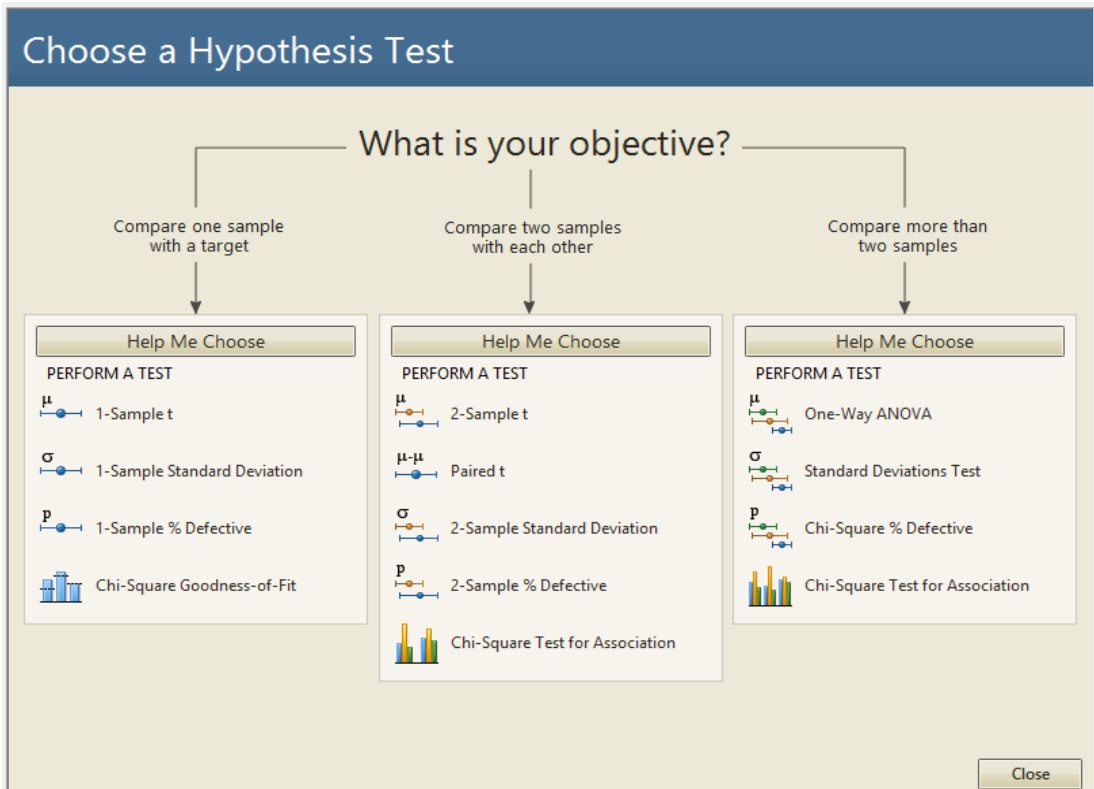 Choose a Hypothesis Test
What is your objective?
Compare one sample
with a target
Compare two samples
with each other
Compare more than
two samples
Help Me Choose
PERFORM A TEST
μ
1-Sample t
σ
1-Sample Standard Deviation
p
1-Sample % Defective
Chi-Square Goodness-of-Fit
Help Me Choose
PERFORM A TEST
μ
2-Sample t
μ-μ
Paired t
σ
2-Sample Standard Deviation
p
2-Sample % Defective
Chi-Square Test for Association
Help Me Choose
PERFORM A TEST
μ
One-Way ANOVA
σ
Standard Deviations Test
p
Chi-Square % Defective
Chi-Square Test for Association
Close